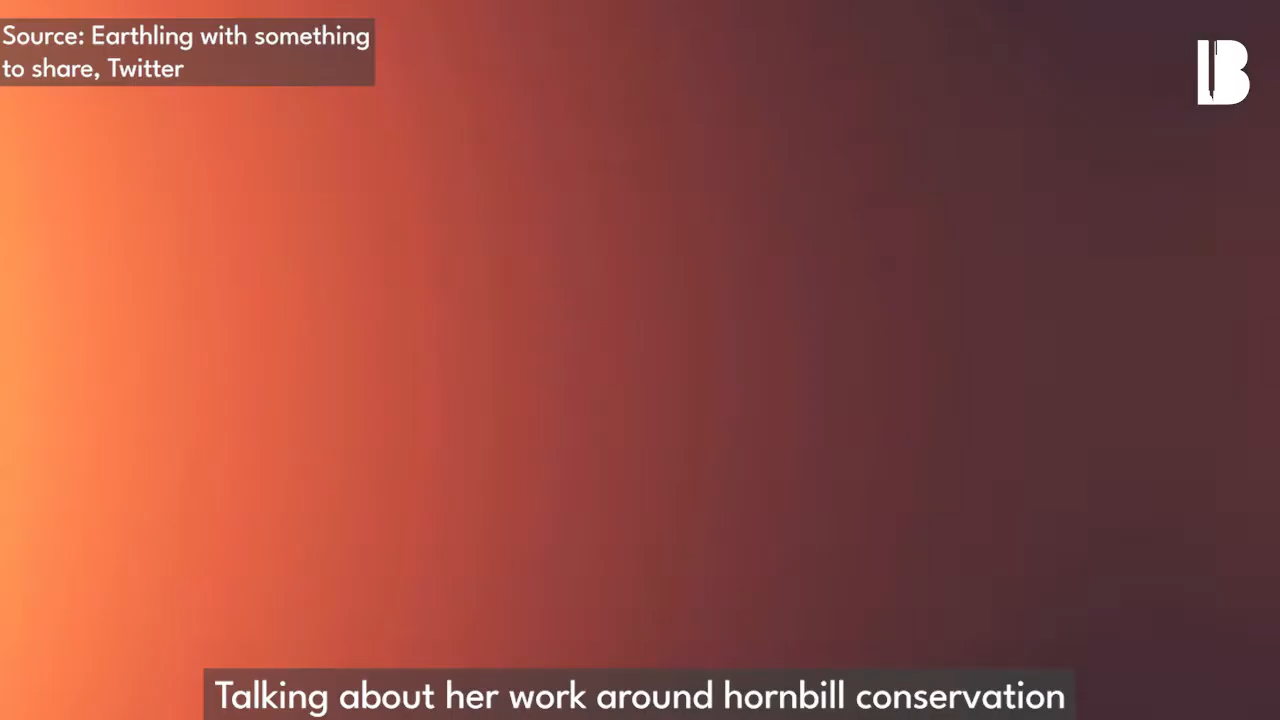 Source: Earthling with something
to share, Twitter
B
Talking about her work around hornbill conservation